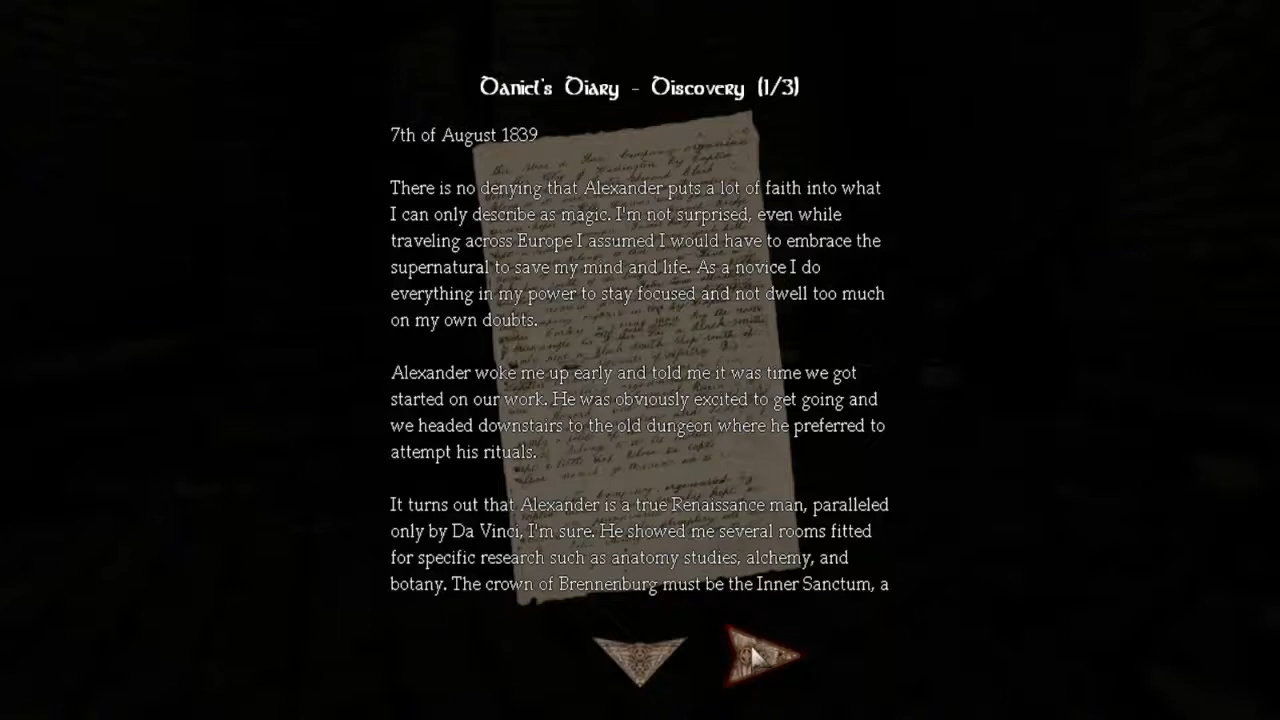 Daniel's Diary - Discovery (1/3)
7th of August 1839
There is no denying that Alexander puts a lot of faith into what
I can only describe as magic. I'm not surprised, even while
traveling across Europe I assumed I would have to embrace the
supernatural to save my mind and life. As a novice I do
everything in my power to stay focused and not dwell too much
on my own doubts.
Alexander woke me up early and told me it was time we got
started on our work. He was obviously excited to get going and
we headed downstairs to the old dungeon where he preferred to
attempt his rituals.
It turns out that Alexander is a true Renaissance man, paralleled
only by Da Vinci, I'm sure. He showed me several rooms fitted
for specific research such as anatomy studies, alchemy, and
botany. The crown of Brennenburg must be the Inner Sanctum, a